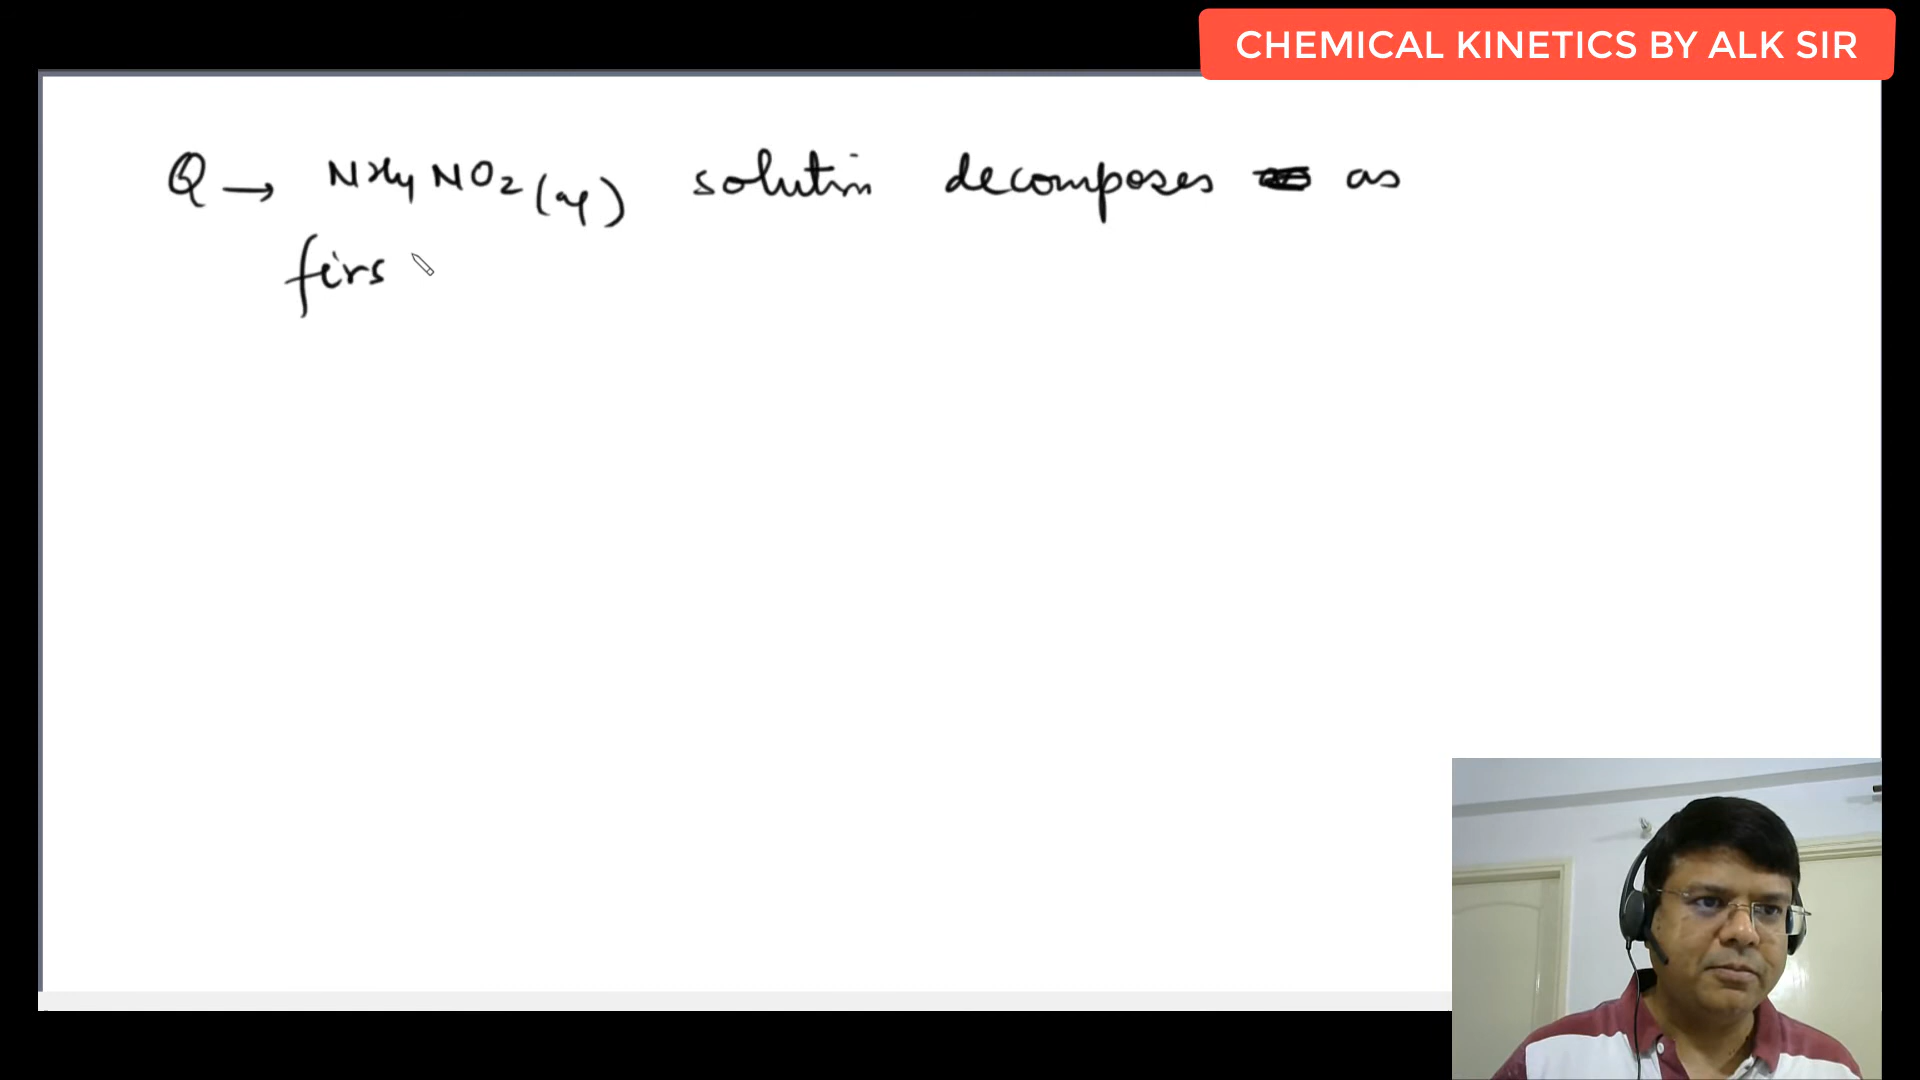 CHEMICAL KINETICS BY ALK SIR
Q → NH4NO2(aq) solution decomposes as
firs